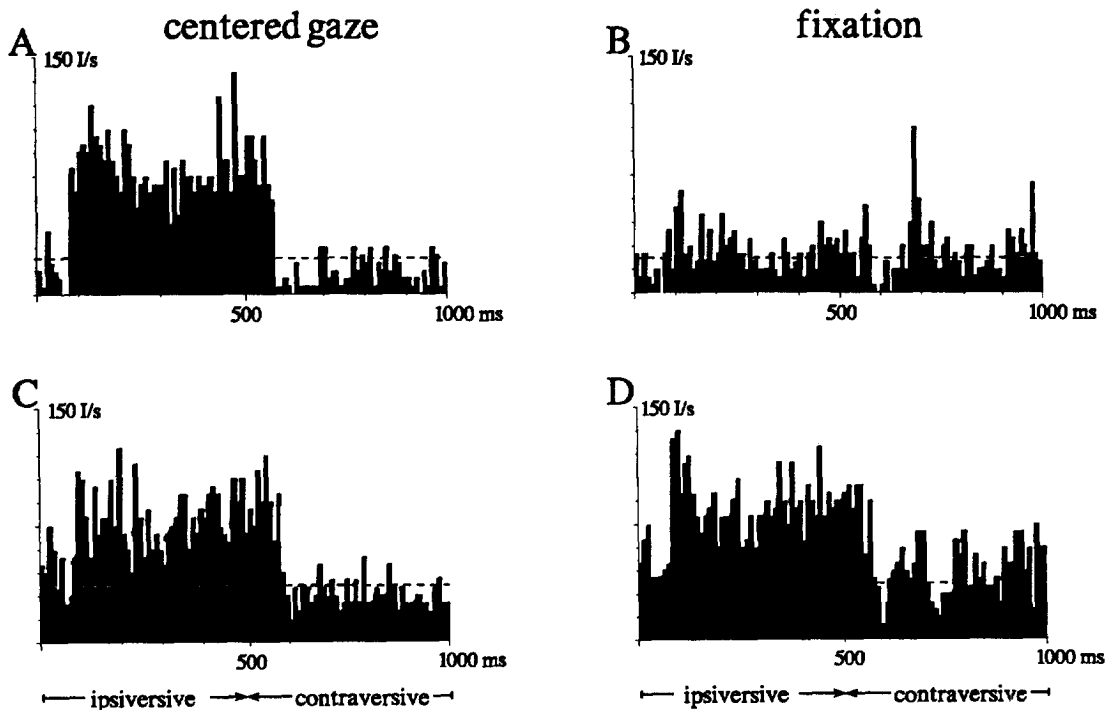 centered gaze
fixation
A
150 I/s
500
1000 ms
B
150 I/s
500
1000 ms
C
150 I/s
500
1000 ms
ipsiversive
contraversive
D
150 I/s
500
1000 ms
ipsiversive
contraversive